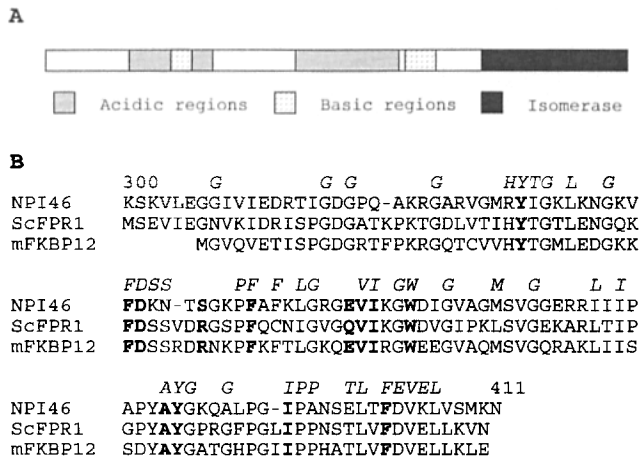 A
Acidic regions Basic regions Isomerase
B
300 G G G G HYTG L G
NPI46 KSKVLEGGIVIEDRTIGDGPQ-AKRGARVGMRYIGKLKNGKV
ScFPR1 MSEVIEGNVKIDRISPGDGATKPKTGDLVTIHYTGTLENGQK
mFKBP12 MGVQVETISPGDGRTFPKRGQTCVVHYTGMLEDGKK
FDSS PF F LG VI GW G M G L I
NPI46 FDKN-TSGKPFAFKLGRGEVIKGWDIGVAGMSVGGERRIIIP
ScFPR1 FDSSVDRGSPFQCNIGVGQVIKGWDVGIPKLSVGEKARLTIP
mFKBP12 FDSSRDRNKPFKFTLGKQEVIRGWEEGVAQMSVGQRAKLIIS
AYG G IPP TL FEVEL 411
NPI46 APYAYGKQALPG-IPANSELTFDVKLVSMKN
ScFPR1 GPYAYGPRGFPGLIPPNSTLVFDVELLKVN
mFKBP12 SDYAYGATGHPGIIPPHATLVFDVELLKLE